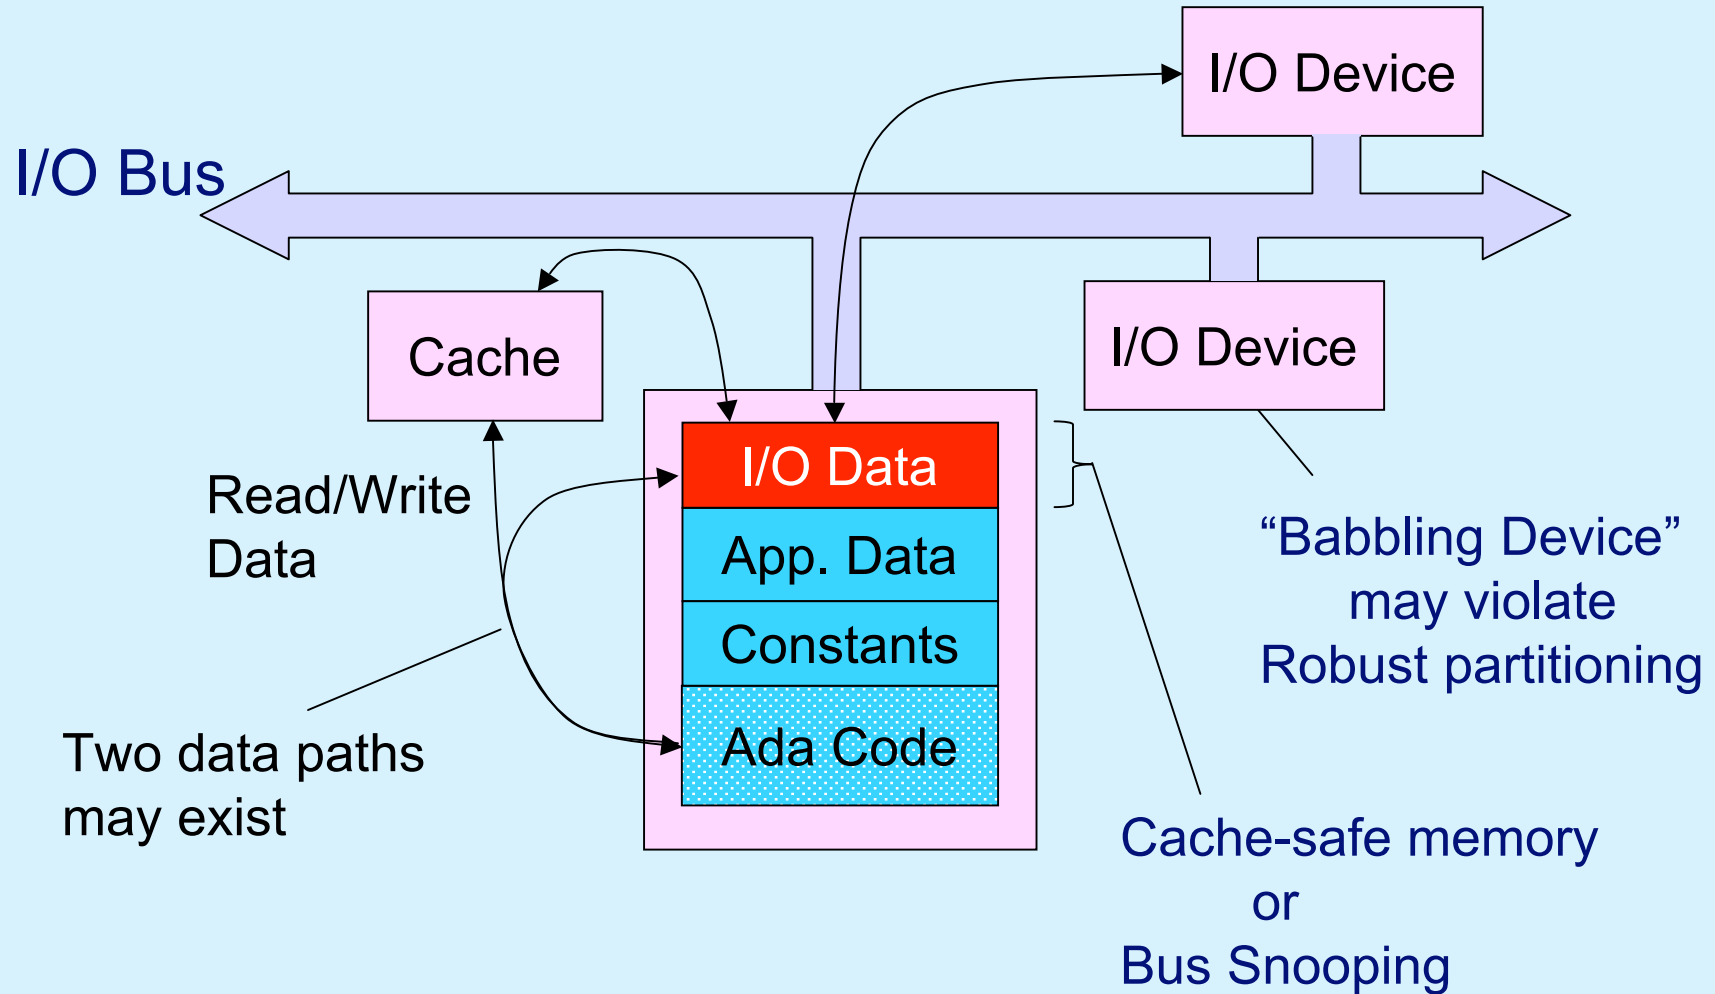 I/O Device
I/O Bus
Cache
I/O Device
I/O Data
Read/Write
Data
App. Data
Constants
Ada Code
“Babbling Device”
may violate
Robust partitioning
Two data paths
may exist
Cache-safe memory
or
Bus Snooping